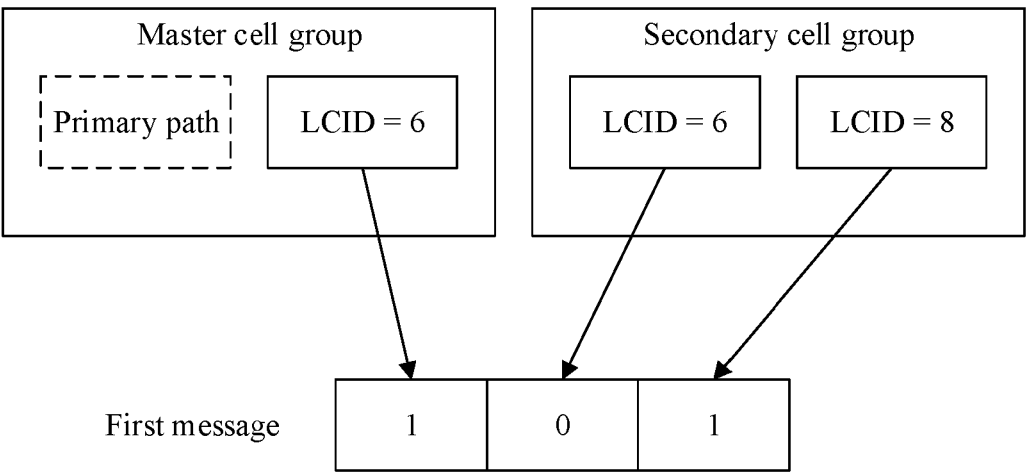 Master cell group
Secondary cell group
Primary path
LCID = 6
LCID = 6
LCID = 8
First message
1
0
1